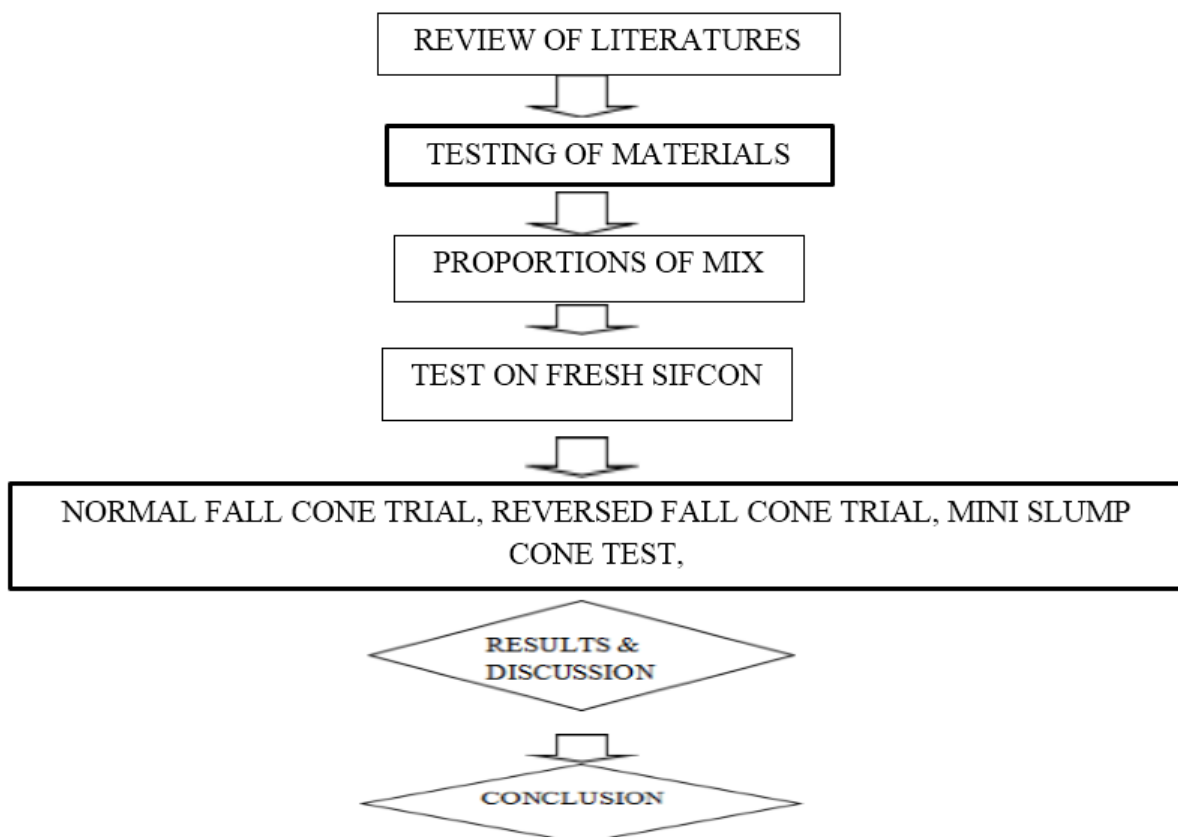 REVIEW OF LITERATURES
TESTING OF MATERIALS
PROPORTIONS OF MIX
TEST ON FRESH SIFCON
NORMAL FALL CONE TRIAL, REVERSED FALL CONE TRIAL, MINI SLUMP
CONE TEST,
RESULTS &
DISCUSSION
CONCLUSION